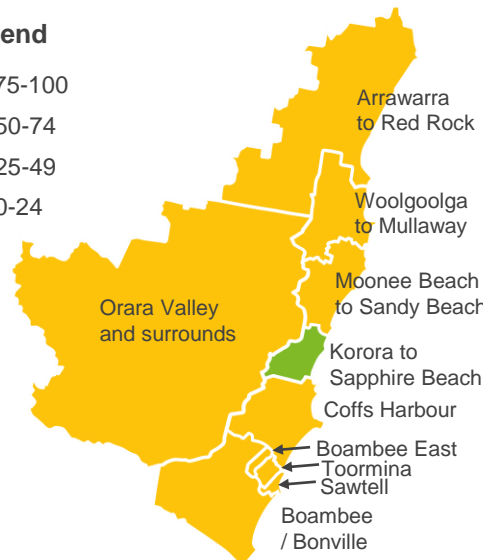 end
75-100
50-74
25-49
0-24
Arrawarra
to Red Rock
Woolgoolga
to Mullaway
Moonee Beach
to Sandy Beach
Orara Valley
and surrounds
Korora to
Sapphire Beach
Coffs Harbour
Boambee East
Toormina
Sawtell
Boambee
/ Bonville